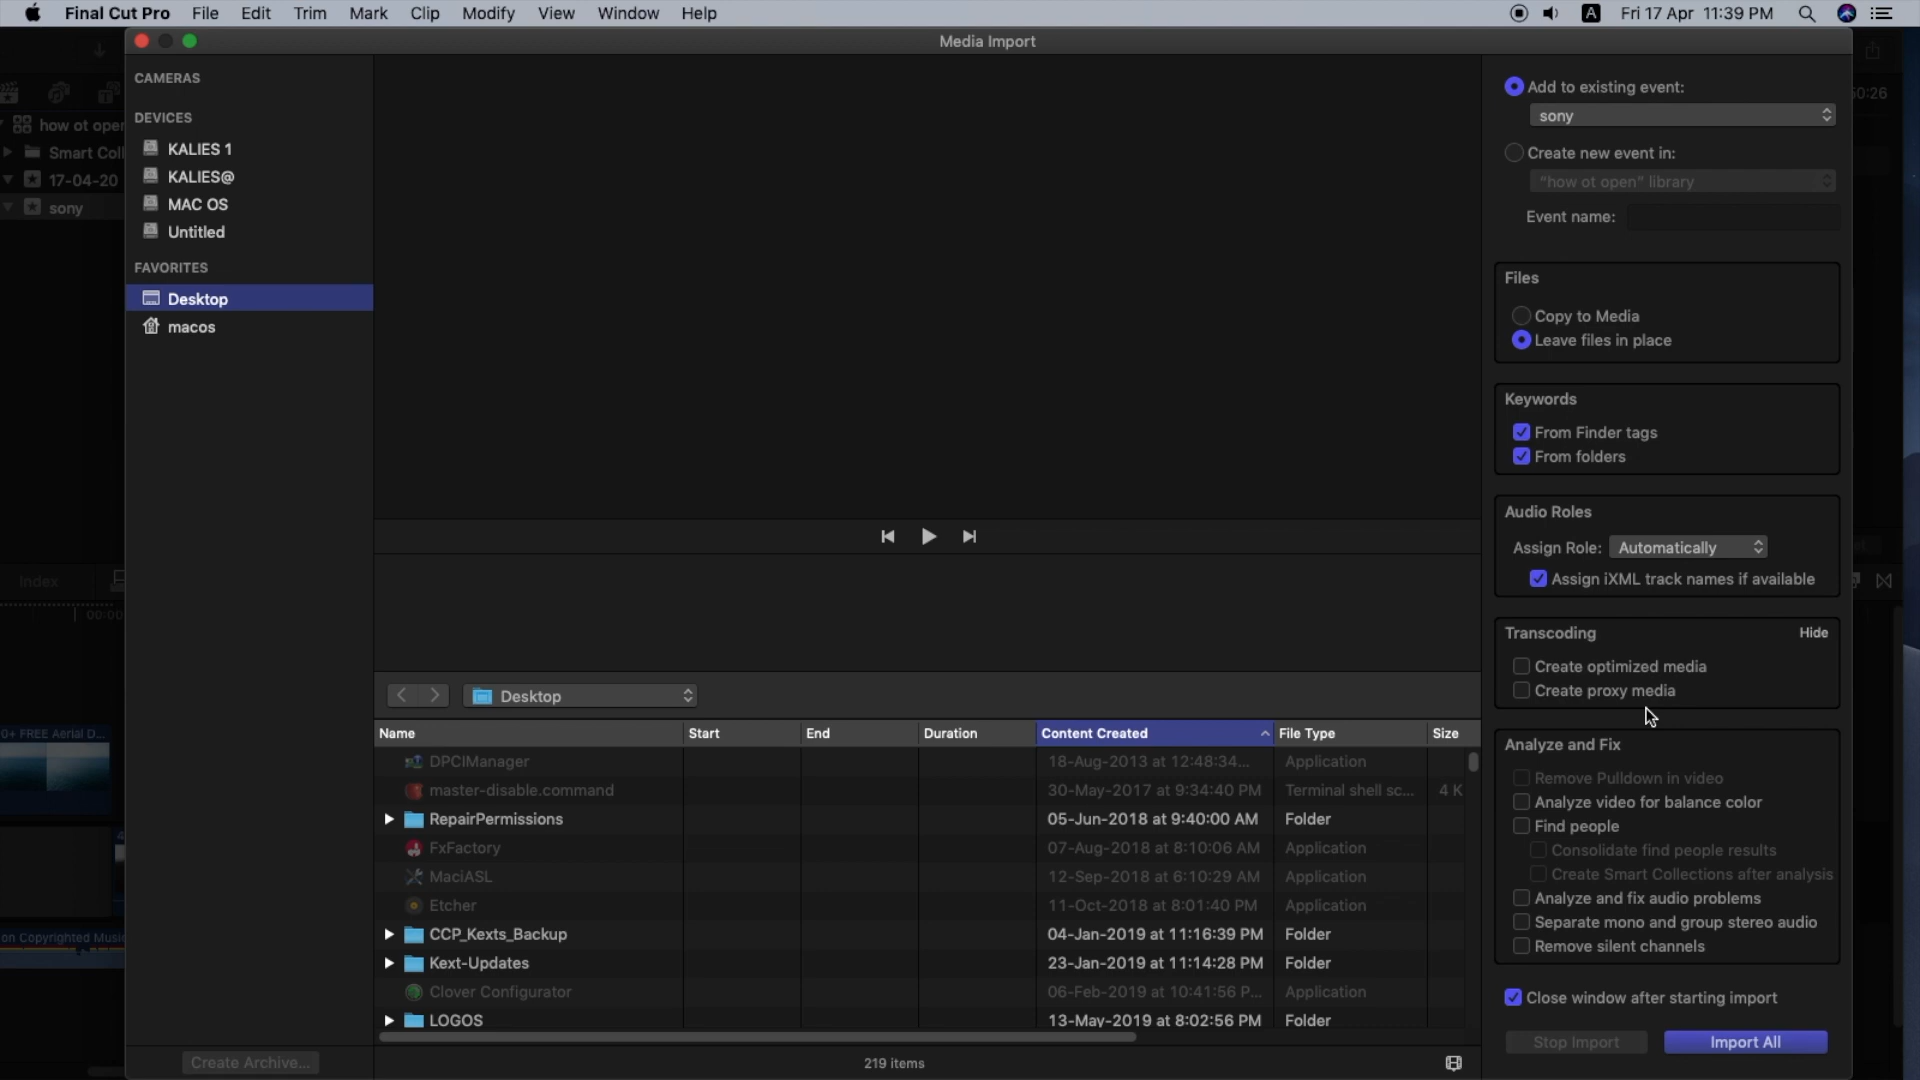 Final Cut Pro File Edit Trim Mark Clip Modify View Window Help A Fri 17 Apr 11:39 PM
Media Import
CAMERAS
DEVICES
KALIES 1
KALIES@
MAC OS
Untitled
FAVORITES
Desktop
macos
Create Archive...
how ot oper
Smart Coll
17-04-20
sony
Index
00:00
0+ FREE Aerial D...
on Copyrighted Music
Desktop
Name Start End Duration Content Created File Type Size
DPCIManager 18-Aug-2013 at 12:48:34... Application
master-disable.command 30-May-2017 at 9:34:40 PM Terminal shell sc... 4 K
RepairPermissions 05-Jun-2018 at 9:40:00 AM Folder
FxFactory 07-Aug-2018 at 8:10:06 AM Application
MaciASL 12-Sep-2018 at 6:10:29 AM Application
Etcher 11-Oct-2018 at 8:01:40 PM Application
CCP_Kexts_Backup 04-Jan-2019 at 11:16:39 PM Folder
Kext-Updates 23-Jan-2019 at 11:14:28 PM Folder
Clover Configurator 06-Feb-2019 at 10:41:56 P... Application
LOGOS 13-May-2019 at 8:02:56 PM Folder
219 items
Add to existing event:
sony
Create new event in:
"how ot open" library
Event name:
Files
Copy to Media
Leave files in place
Keywords
From Finder tags
From folders
Audio Roles
Assign Role: Automatically
Assign iXML track names if available
Transcoding Hide
Create optimized media
Create proxy media
Analyze and Fix
Remove Pulldown in video
Analyze video for balance color
Find people
Consolidate find people results
Create Smart Collections after analysis
Analyze and fix audio problems
Separate mono and group stereo audio
Remove silent channels
Close window after starting import
Stop Import Import All
0:26